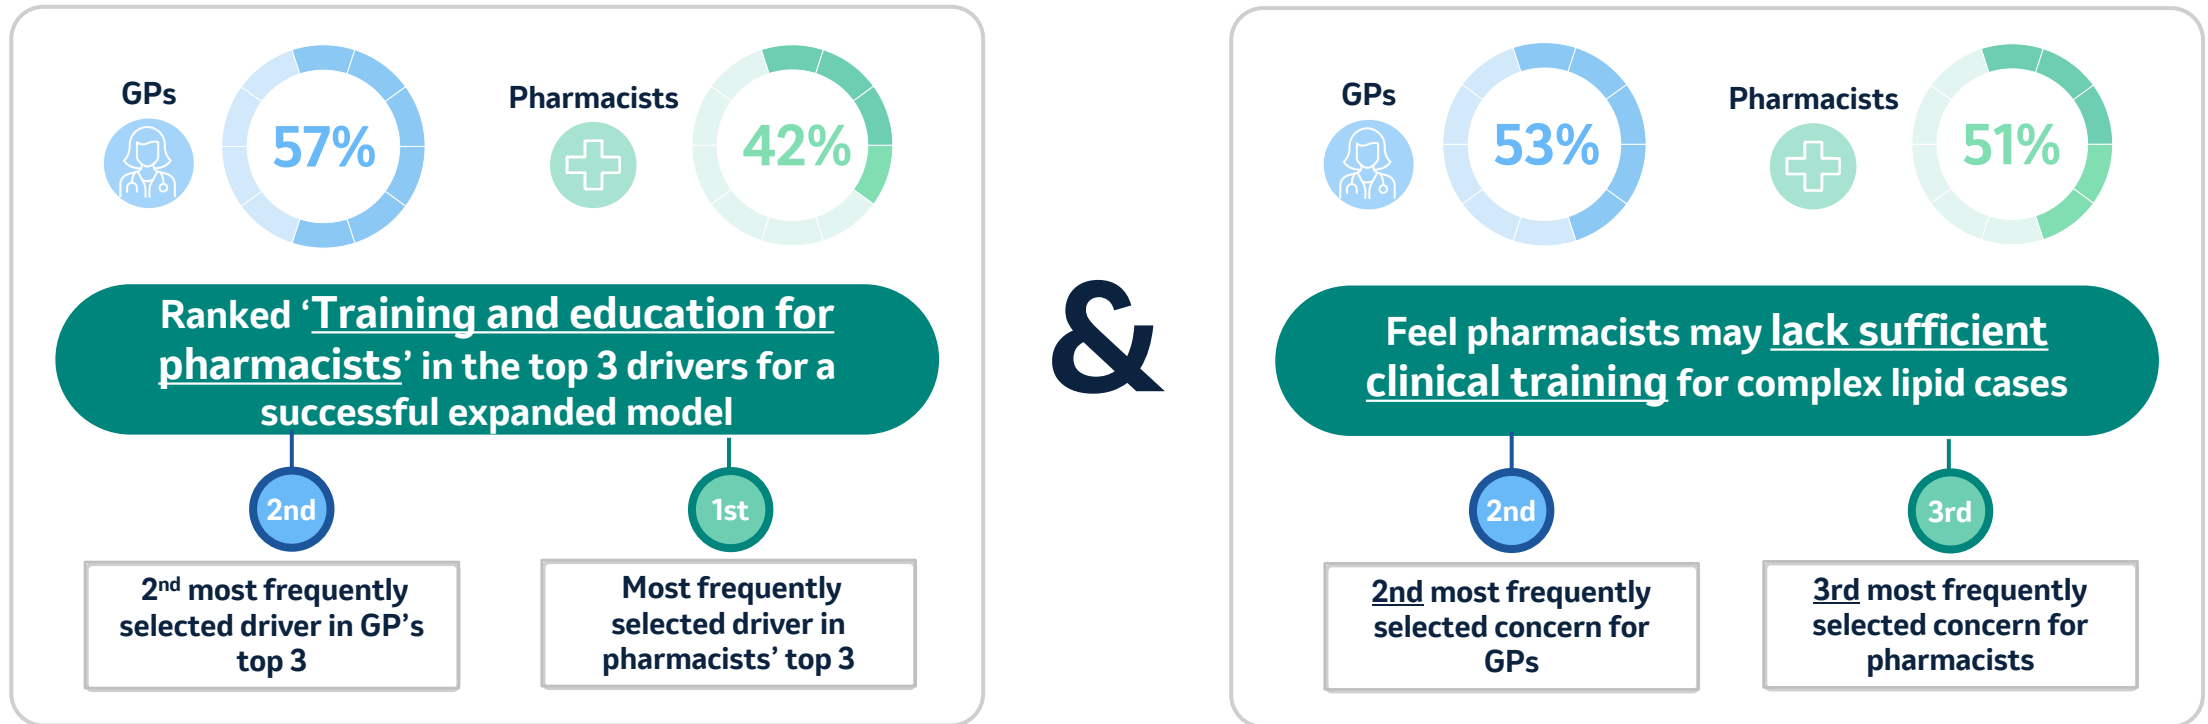 GPs
57%
Pharmacists
42%
Ranked ‘Training and education for
pharmacists’ in the top 3 drivers for a
successful expanded model
2nd
1st
2nd most frequently
selected driver in GP’s
top 3
Most frequently
selected driver in
pharmacists’ top 3
&
GPs
53%
Pharmacists
51%
Feel pharmacists may lack sufficient
clinical training for complex lipid cases
2nd
3rd
2nd most frequently
selected concern for
GPs
3rd most frequently
selected concern for
pharmacists